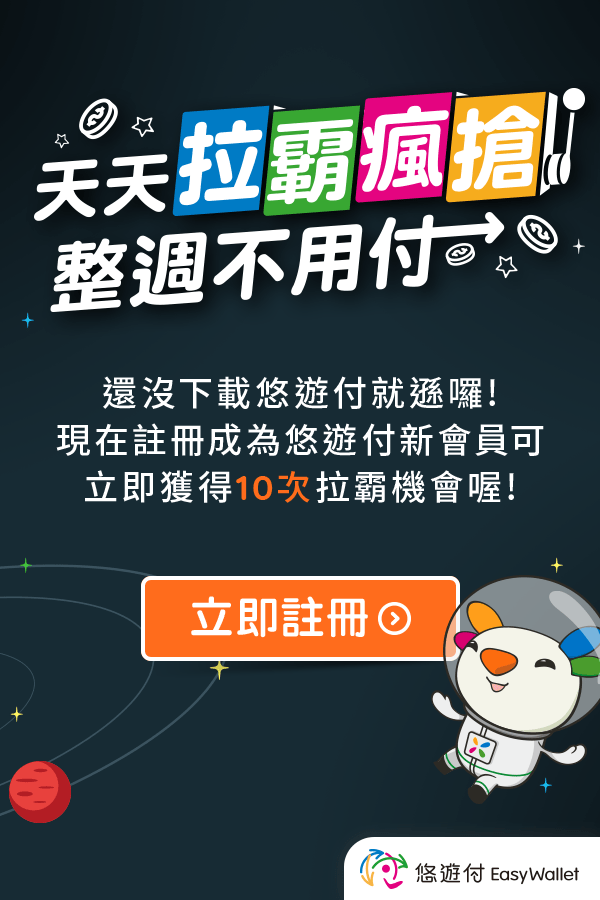 天天拉霸瘋搶
整週不用付
還沒下載悠遊付就遜囉!
現在註冊成為悠遊付新會員可
立即獲得10次拉霸機會喔!
立即註冊
悠遊付 EasyWallet